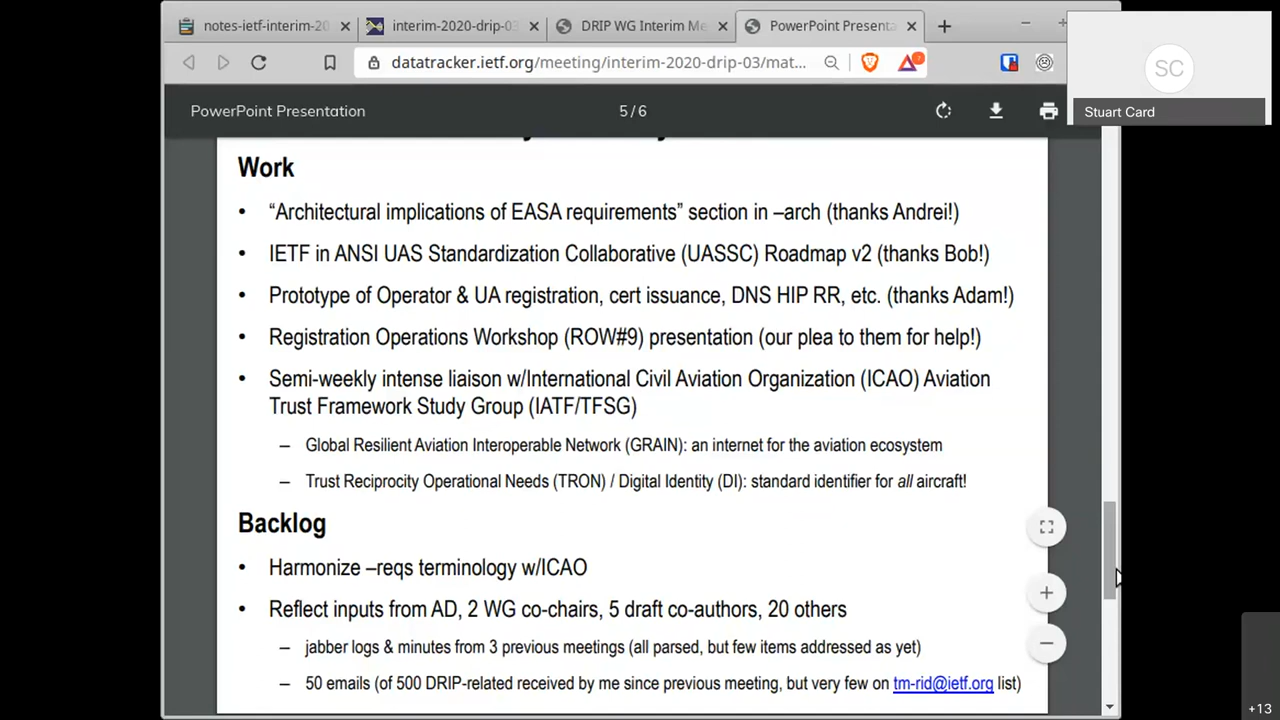 notes-ietf-interim-20
interim-2020-drip-03
DRIP WG Interim Me
PowerPoint Presenta
datatracker.ietf.org/meeting/interim-2020-drip-03/mat...
SC
Stuart Card
PowerPoint Presentation
5/6
Work
• “Architectural implications of EASA requirements” section in –arch (thanks Andrei!)
• IETF in ANSI UAS Standardization Collaborative (UASSC) Roadmap v2 (thanks Bob!)
• Prototype of Operator & UA registration, cert issuance, DNS HIP RR, etc. (thanks Adam!)
• Registration Operations Workshop (ROW#9) presentation (our plea to them for help!)
• Semi-weekly intense liaison w/International Civil Aviation Organization (ICAO) Aviation
Trust Framework Study Group (IATF/TFSG)
– Global Resilient Aviation Interoperable Network (GRAIN): an internet for the aviation ecosystem
– Trust Reciprocity Operational Needs (TRON) / Digital Identity (DI): standard identifier for all aircraft!
Backlog
• Harmonize –reqs terminology w/ICAO
• Reflect inputs from AD, 2 WG co-chairs, 5 draft co-authors, 20 others
– jabber logs & minutes from 3 previous meetings (all parsed, but few items addressed as yet)
– 50 emails (of 500 DRIP-related received by me since previous meeting, but very few on tm-rid@ietf.org list)
+13